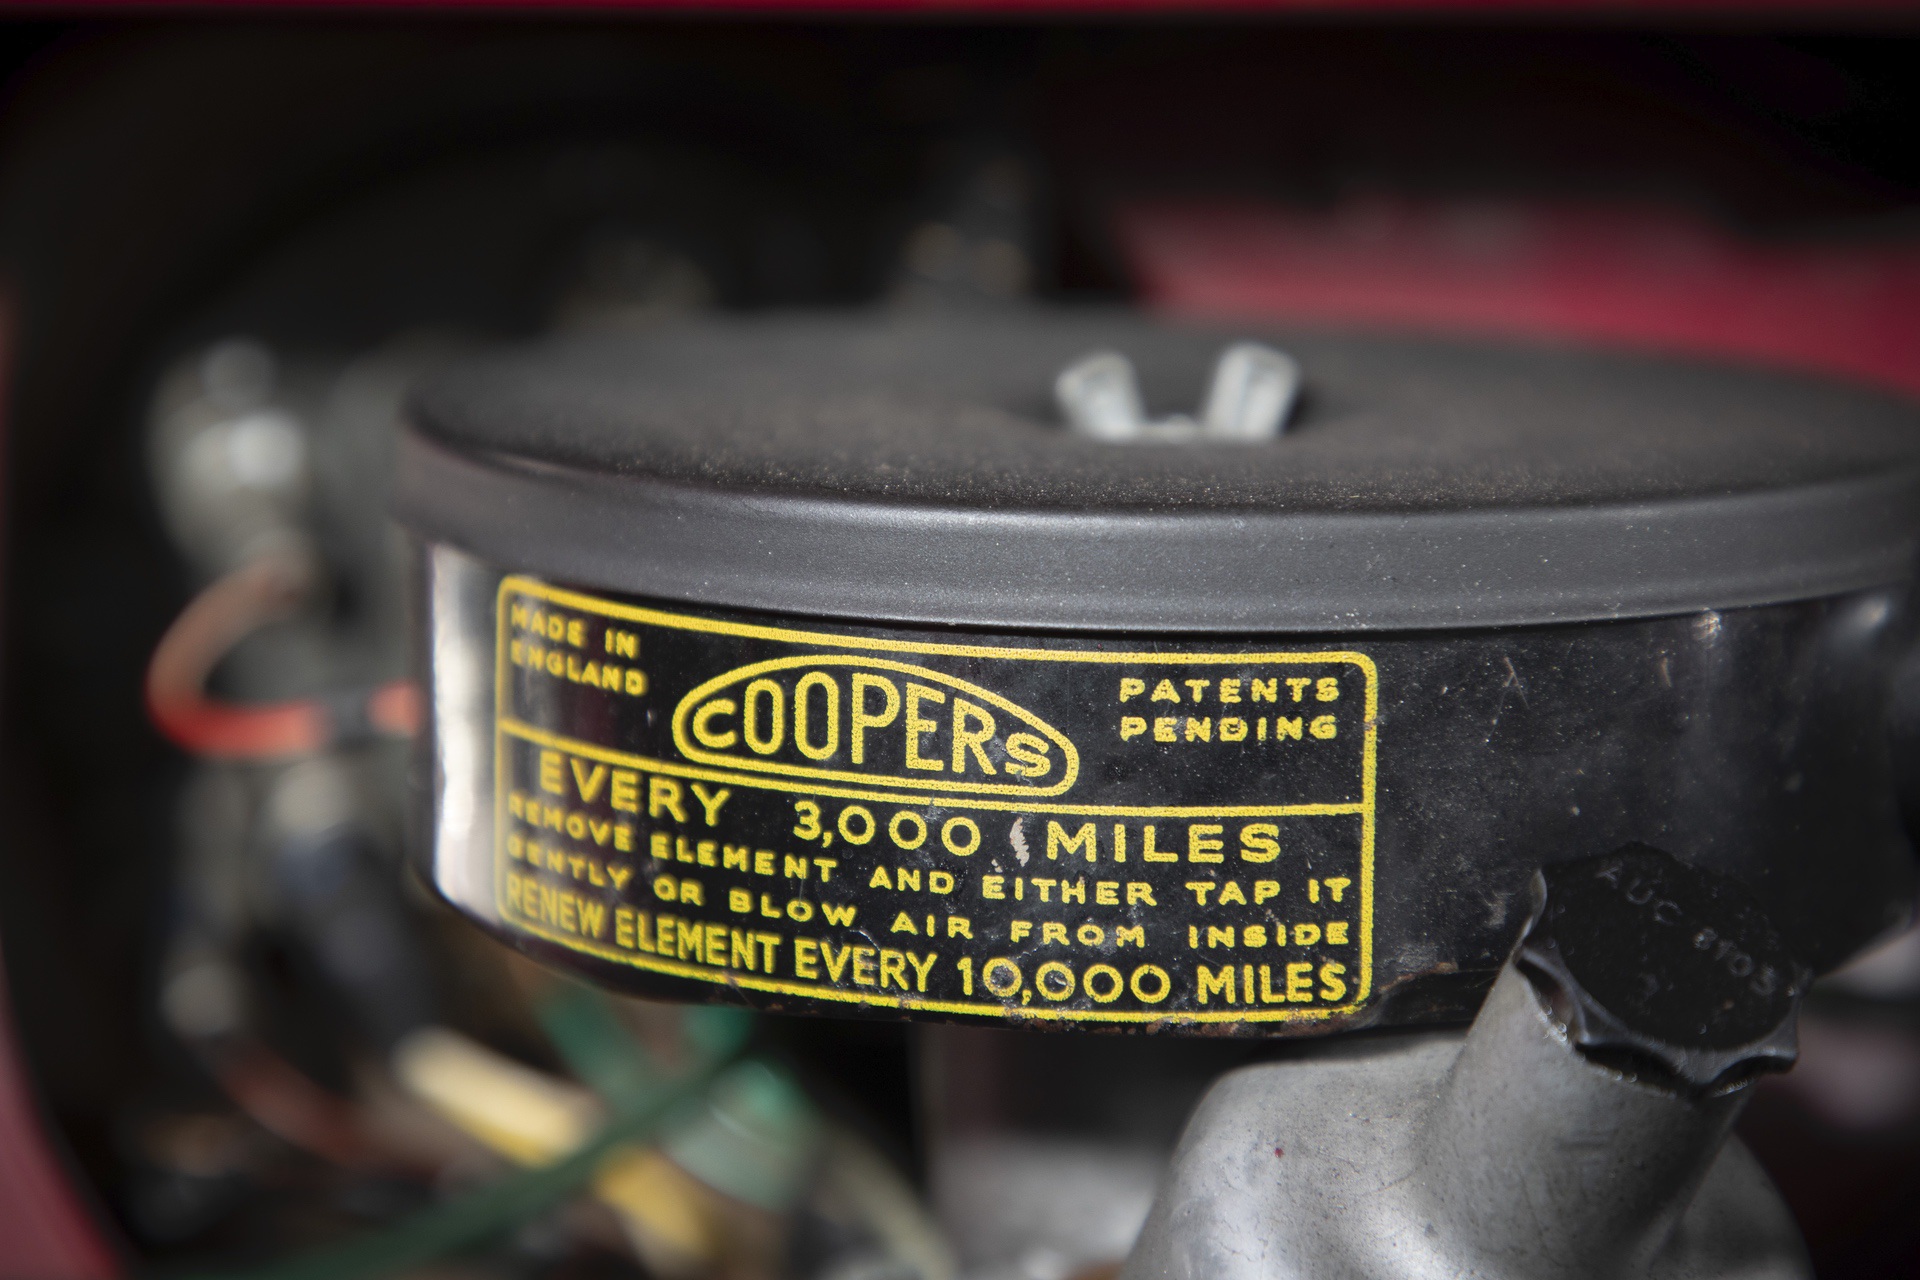 MADE IN
ENGLAND
COOPERS
PATENTS
PENDING
EVERY 3,000 MILES
REMOVE ELEMENT AND EITHER TAP IT
GENTLY OR BLOW AIR FROM INSIDE
RENEW ELEMENT EVERY 10,000 MILES
AUC